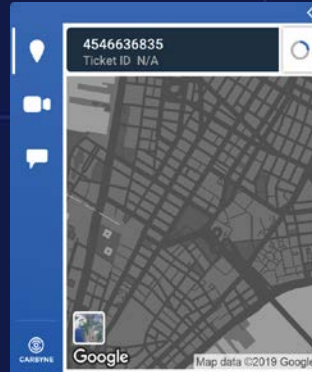 4546636835
Ticket ID N/A
CARBYNE
Google
Map data ©2019 Google